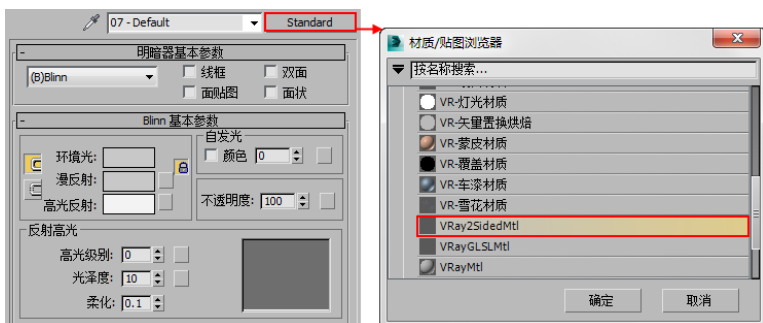 07 - Default
Standard
明暗器基本参数
(B)Blinn
线框
双面
面贴图
面状
Blinn 基本参数
环境光:
漫反射:
高光反射:
自发光
颜色 0
不透明度: 100
反射高光
高光级别: 0
光泽度: 10
柔化: 0.1
材质/贴图浏览器
按名称搜索...
VR-灯光材质
VR-矢量置换烘焙
VR-蒙皮材质
VR-覆盖材质
VR-车漆材质
VR-雪花材质
VRay2SidedMtl
VRayGLSLMtl
VRayMtl
确定
取消